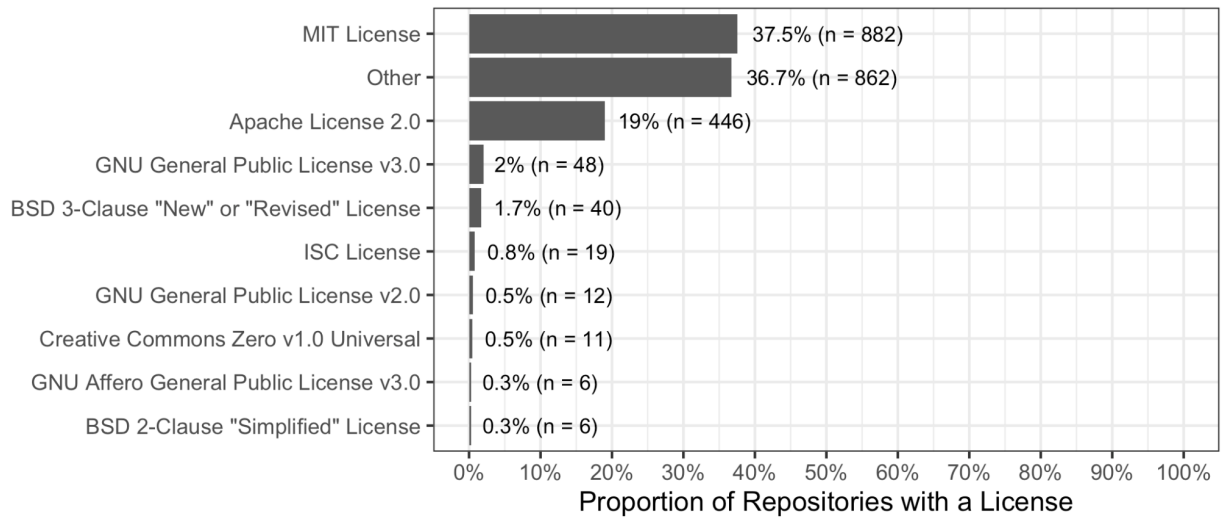 MIT License 37.5% (n = 882)
Other 36.7% (n = 862)
Apache License 2.0 19% (n = 446)
GNU General Public License v3.0 2% (n = 48)
BSD 3-Clause "New" or "Revised" License 1.7% (n = 40)
ISC License 0.8% (n = 19)
GNU General Public License v2.0 0.5% (n = 12)
Creative Commons Zero v1.0 Universal 0.5% (n = 11)
GNU Affero General Public License v3.0 0.3% (n = 6)
BSD 2-Clause "Simplified" License 0.3% (n = 6)
0% 10% 20% 30% 40% 50% 60% 70% 80% 90% 100%
Proportion of Repositories with a License